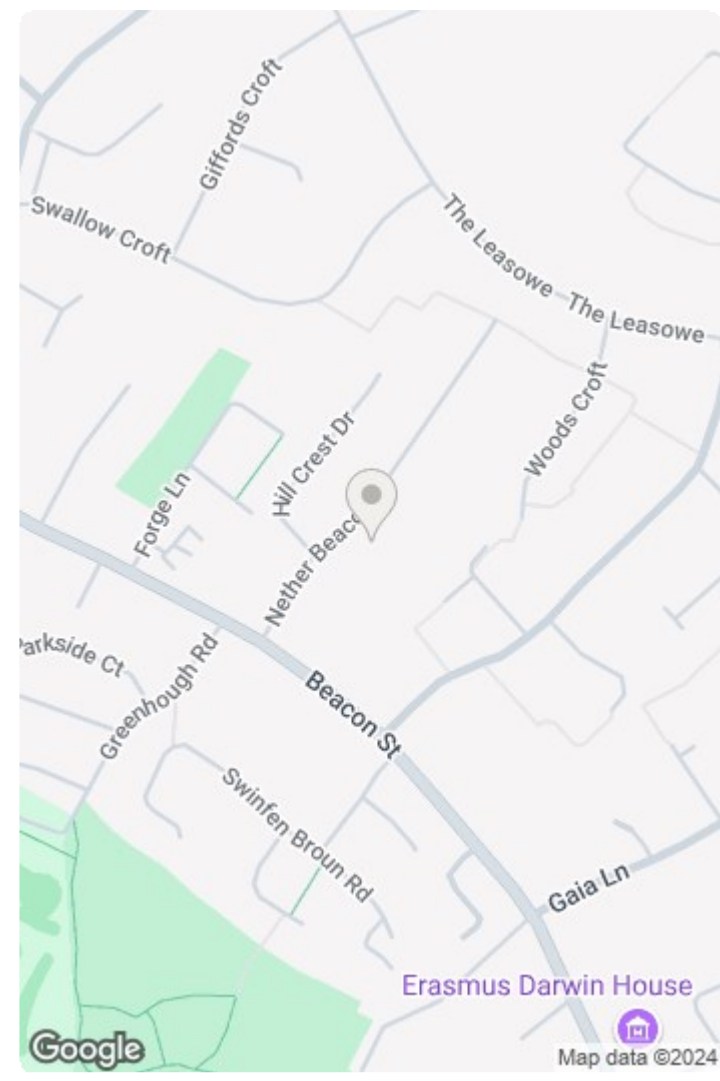 Giffords Croft
Swallow Croft
The Leasowe
The Leasowe
Woods Croft
Hill Crest Dr
Forge Ln
Nether Beaco
Parkside Ct
Greenhough Rd
Beacon St
Swinfen Broun Rd
Gaia Ln
Erasmus Darwin House
Google
Map data ©2024